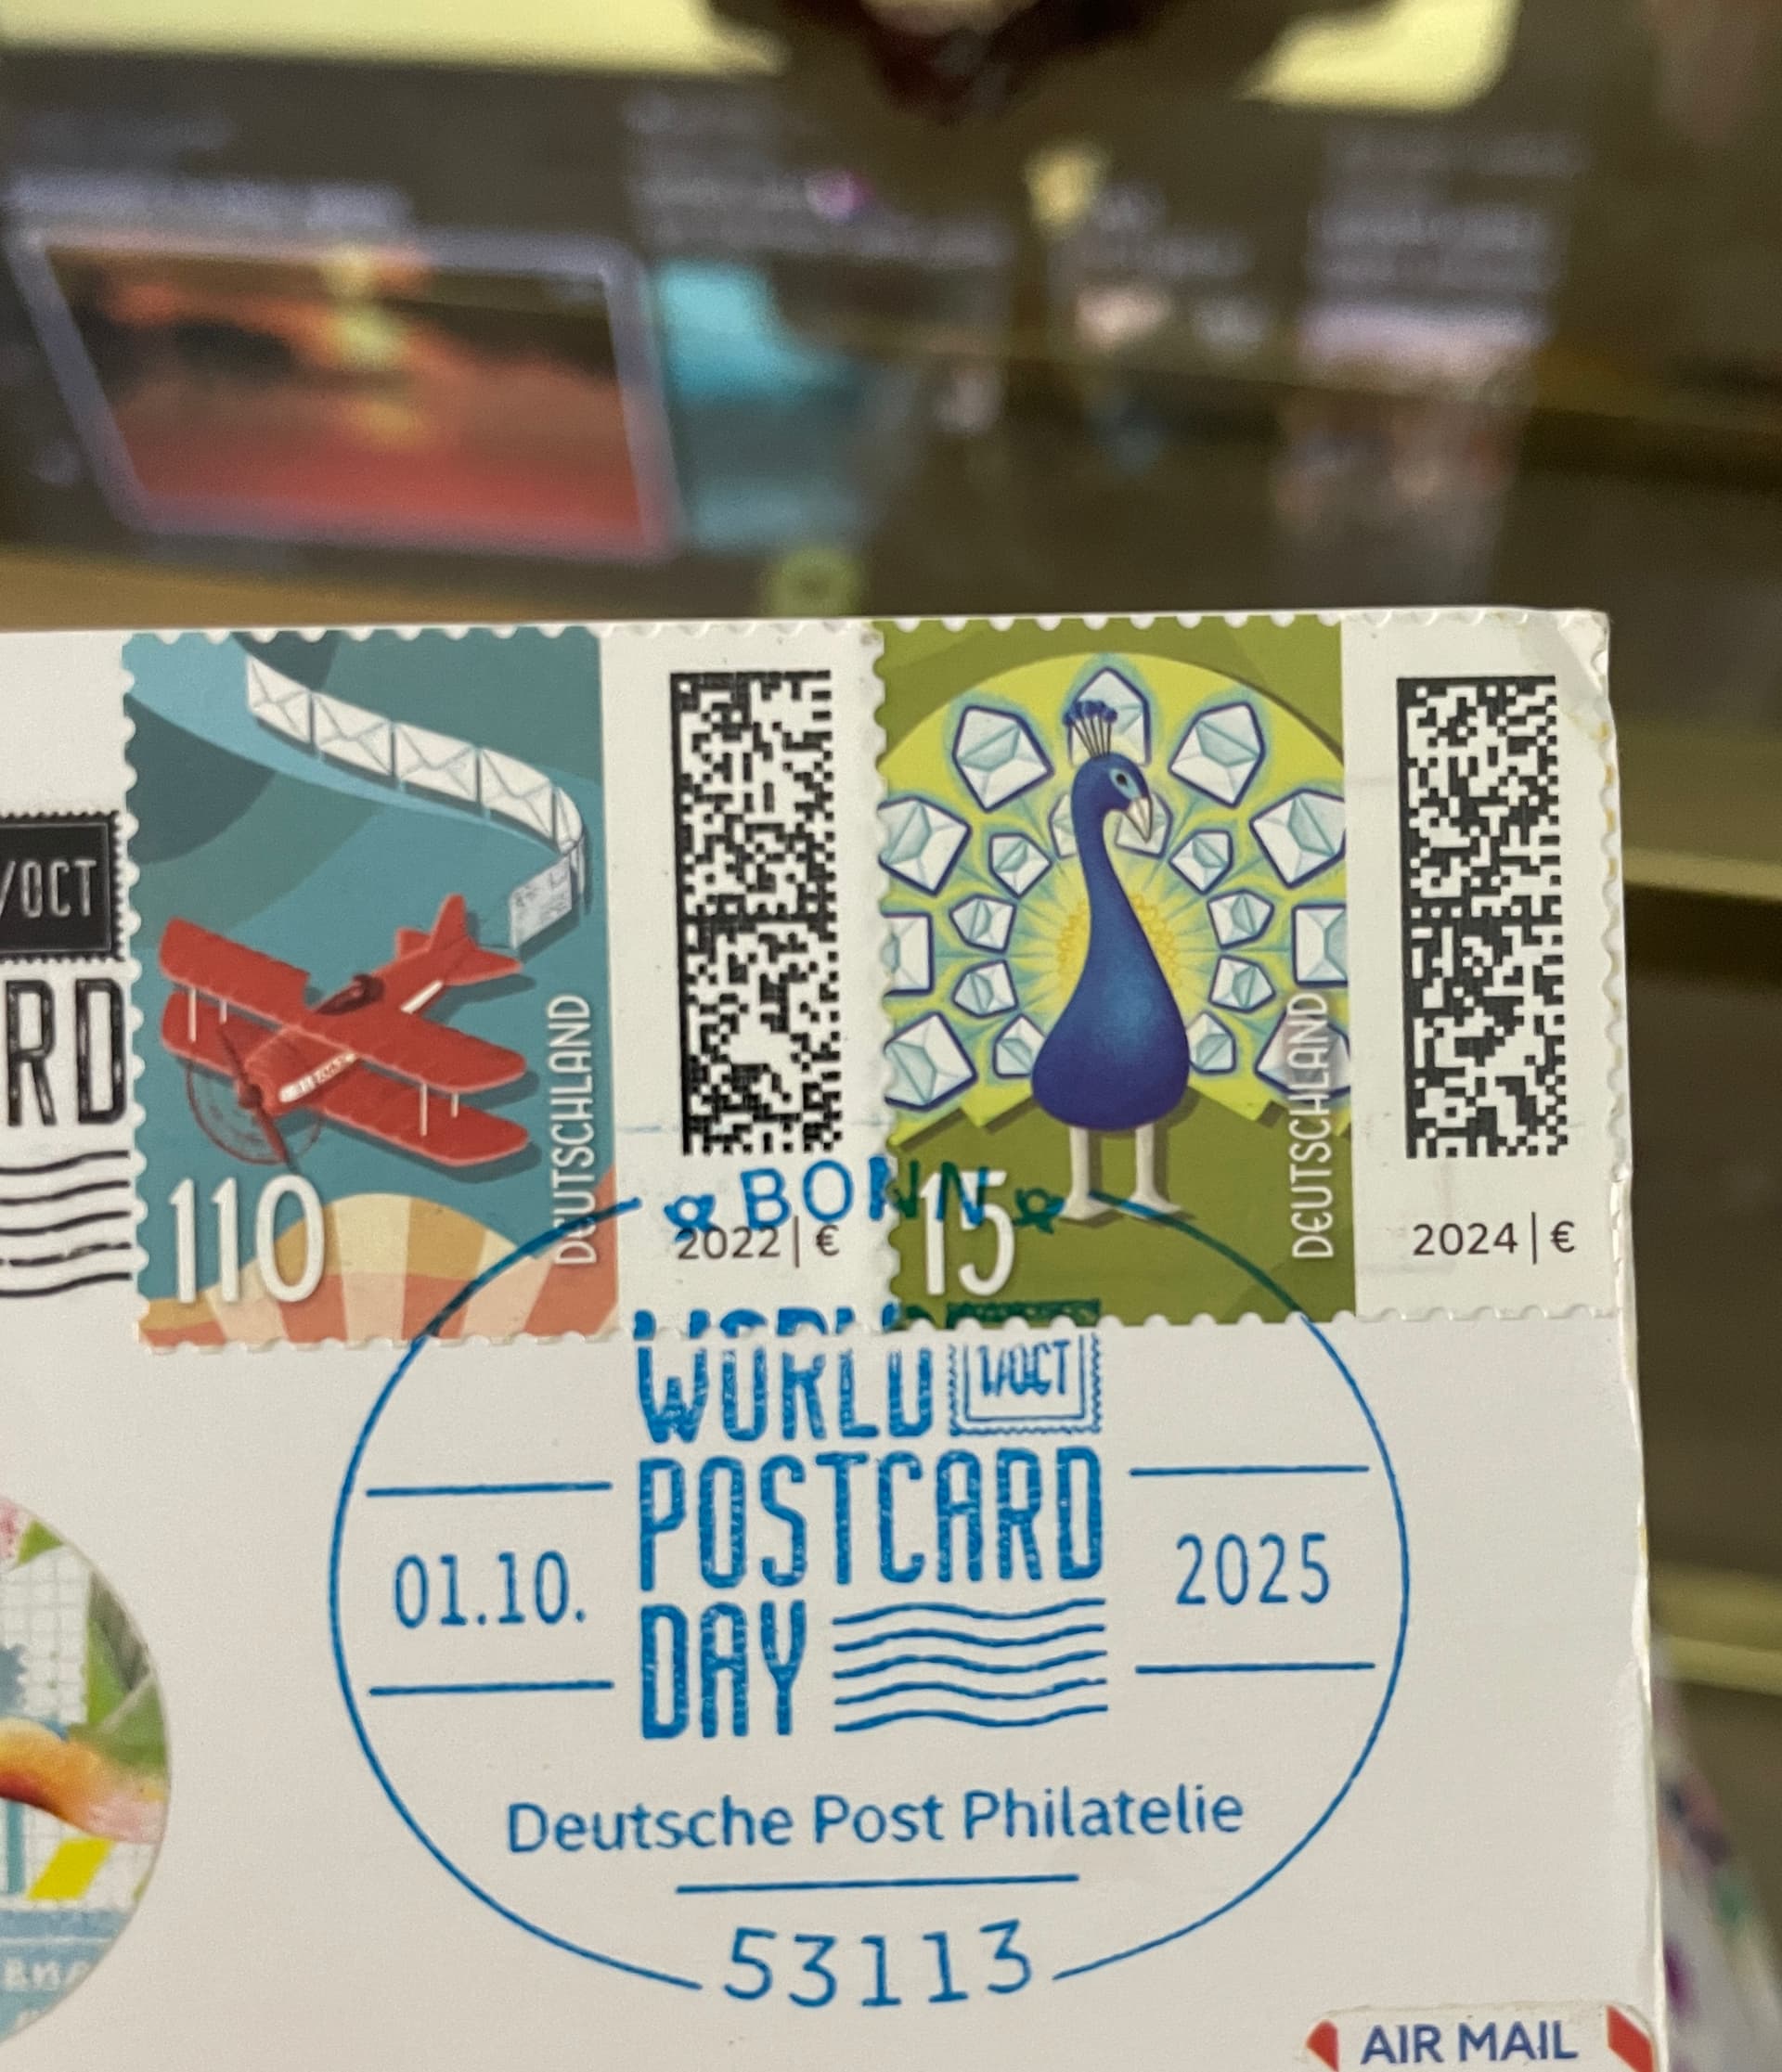 /OCT
RD
110
DEUTSCHLAND
2022 | €
15
DEUTSCHLAND
2024 | €
BONN
WORLD 1/OCT
POSTCARD
DAY
01.10.
2025
Deutsche Post Philatelie
53113
AIR MAIL